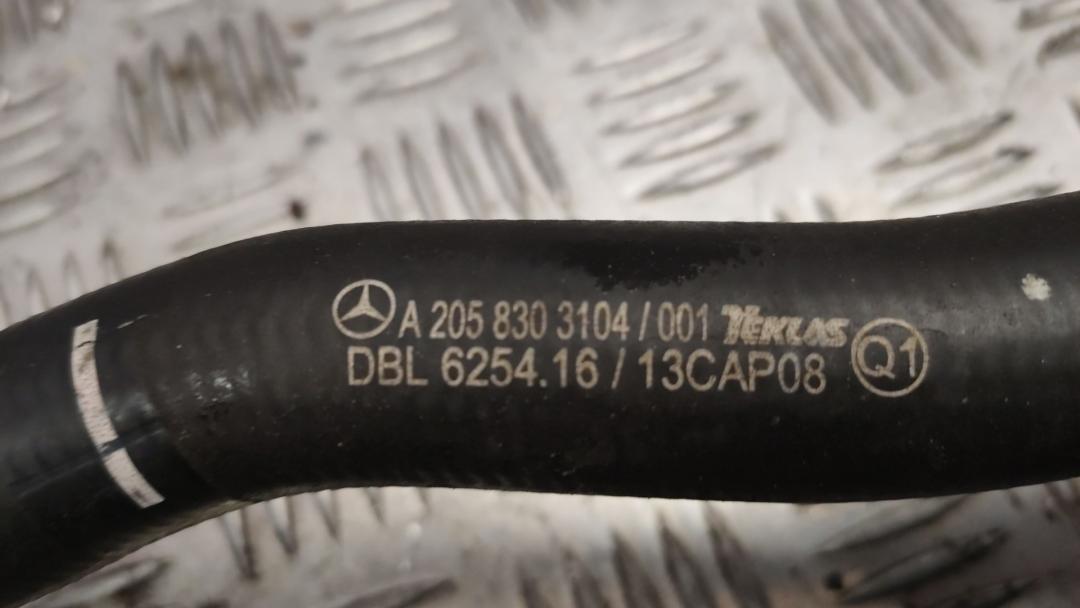 A 205 830 3104 / 001 TEKLAS
DBL 6254.16 / 13CAP08 Q1